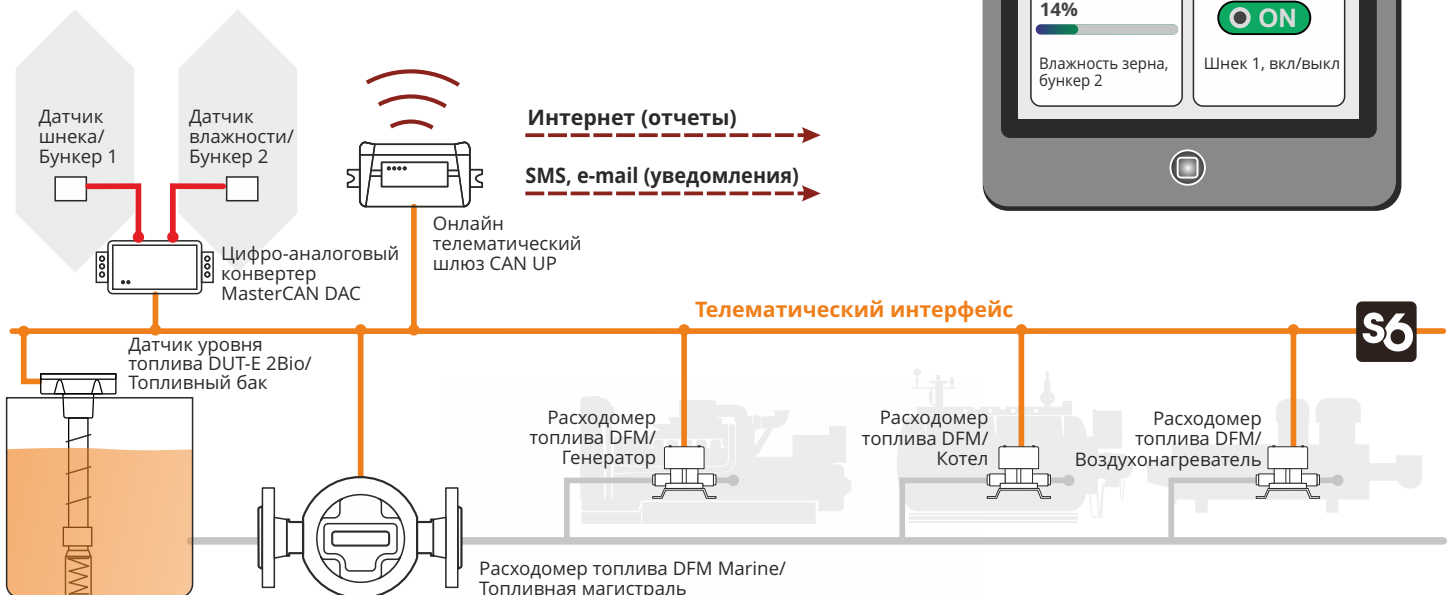 14%
ON
Влажность зерна,
бункер 2
Шнек 1, вкл/выкл
Датчик
шнека/
Бункер 1
Датчик
влажности/
Бункер 2
Интернет (отчеты)
SMS, e-mail (уведомления)
Онлайн
телематический
шлюз CAN UP
Цифро-аналоговый
конвертер
MasterCAN DAC
Телематический интерфейс
S6
Датчик уровня
топлива DUT-E 2Bio/
Топливный бак
Расходомер
топлива DFM/
Генератор
Расходомер
топлива DFM/
Котел
Расходомер
топлива DFM/
Воздухонагреватель
Расходомер топлива DFM Marine/
Топливная магистраль